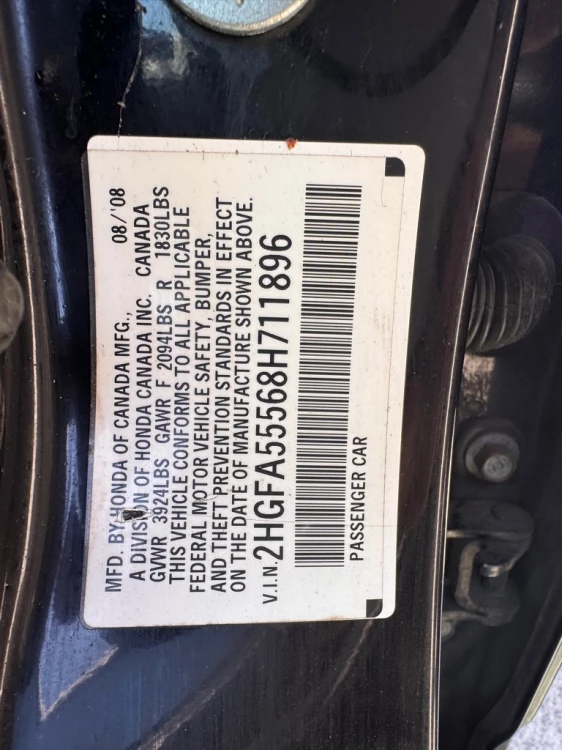 MFD. BY HONDA OF CANADA MFG., 08/'08
A DIVISION OF HONDA CANADA INC. CANADA
GVWR 3924LBS GAWR F 2094LBS R 1830LBS
THIS VEHICLE CONFORMS TO ALL APPLICABLE
FEDERAL MOTOR VEHICLE SAFETY, BUMPER,
AND THEFT PREVENTION STANDARDS IN EFFECT
ON THE DATE OF MANUFACTURE SHOWN ABOVE.
V.I.N. 2HGFA55568H711896
PASSENGER CAR